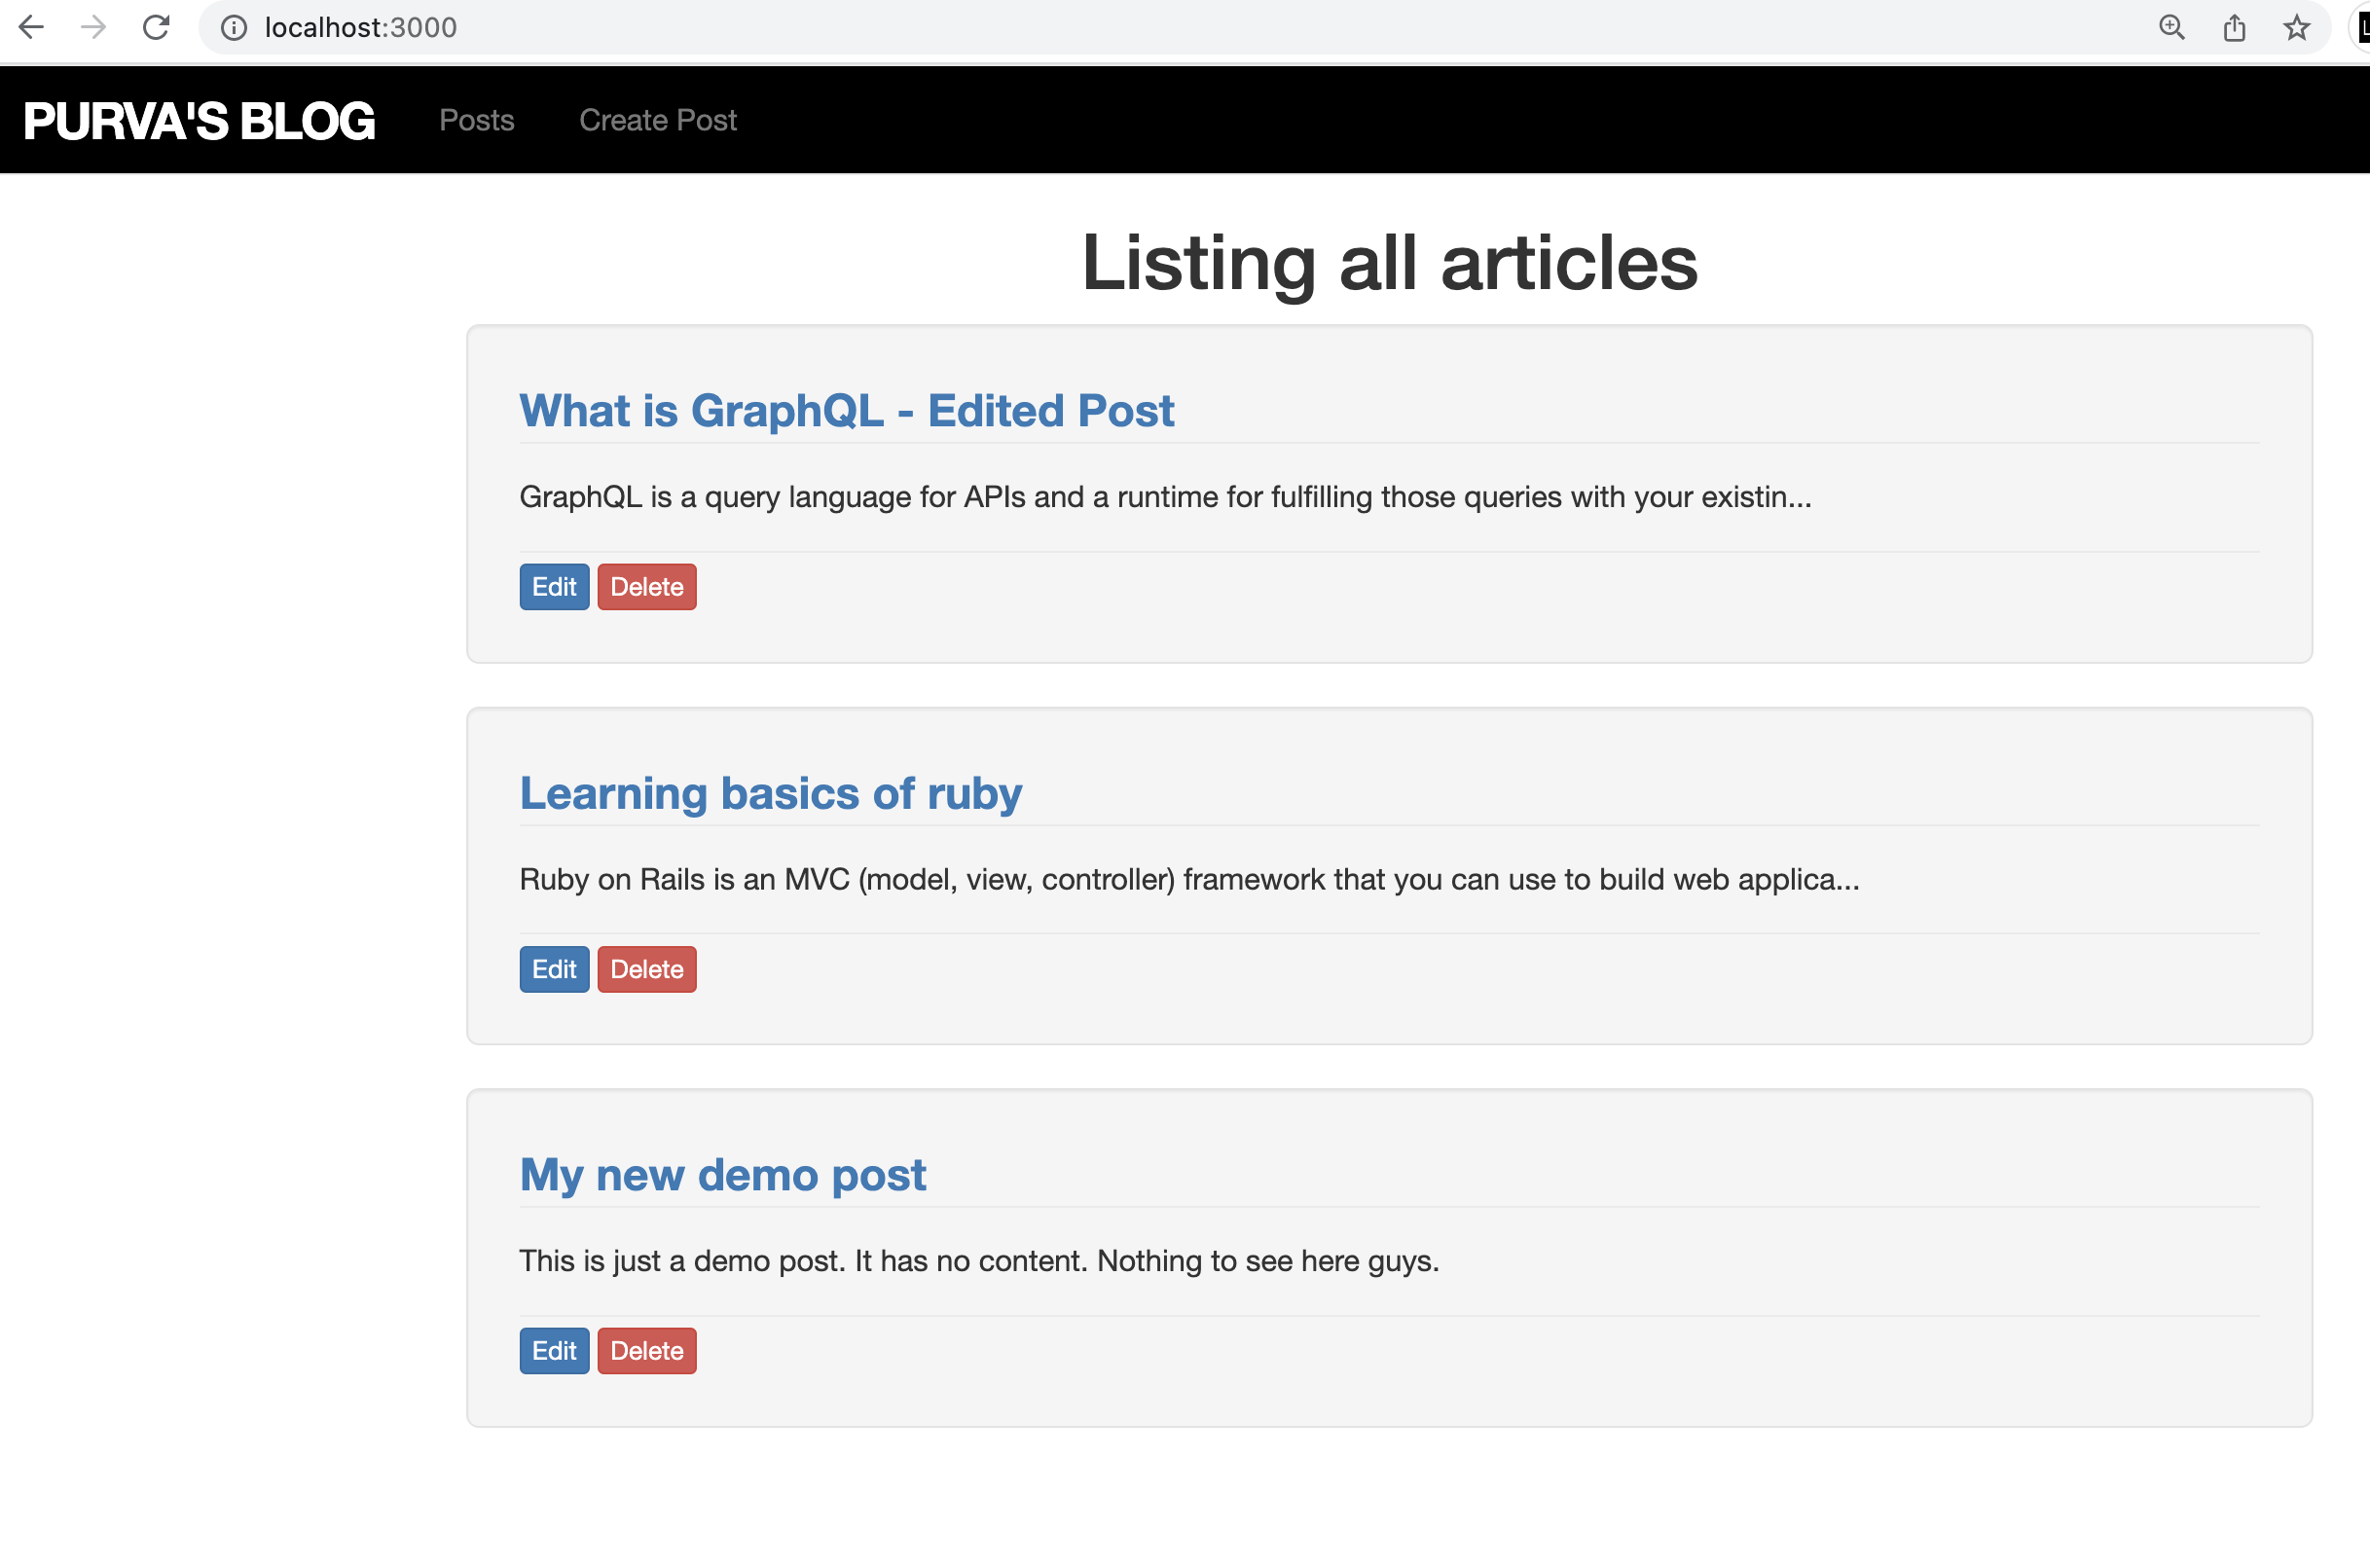 localhost:3000
PURVA'S BLOG Posts Create Post
Listing all articles
What is GraphQL - Edited Post
GraphQL is a query language for APIs and a runtime for fulfilling those queries with your existin...
Edit Delete
Learning basics of ruby
Ruby on Rails is an MVC (model, view, controller) framework that you can use to build web applica...
Edit Delete
My new demo post
This is just a demo post. It has no content. Nothing to see here guys.
Edit Delete